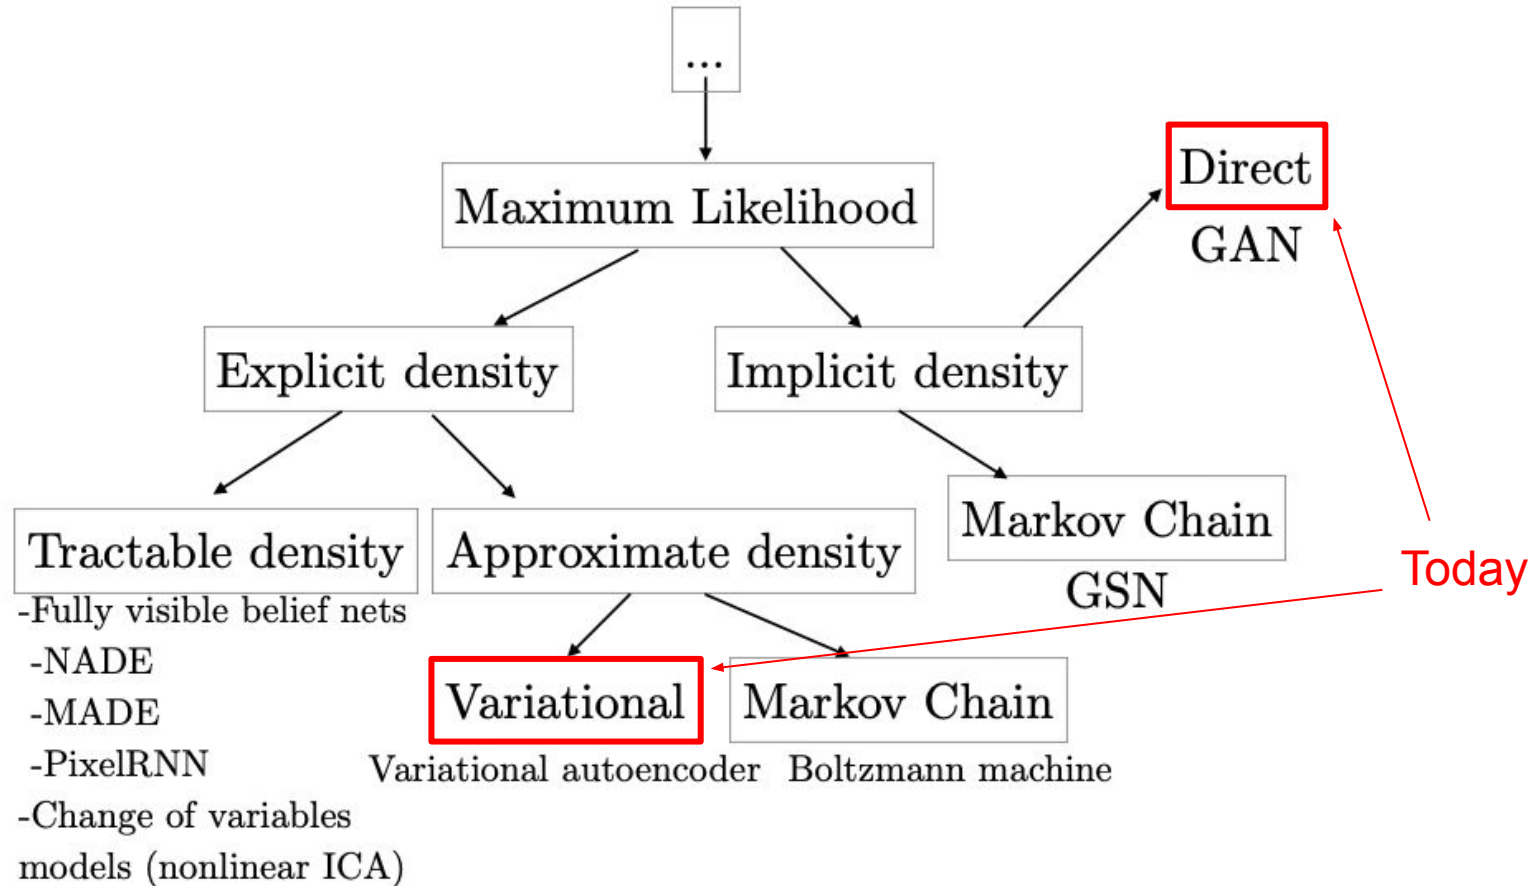 ...
Maximum Likelihood
Direct
GAN
Explicit density
Implicit density
Markov Chain
GSN
Today
Tractable density
-Fully visible belief nets
-NADE
-MADE
-PixelRNN
-Change of variables
models (nonlinear ICA)
Approximate density
Variational
Variational autoencoder
Markov Chain
Boltzmann machine